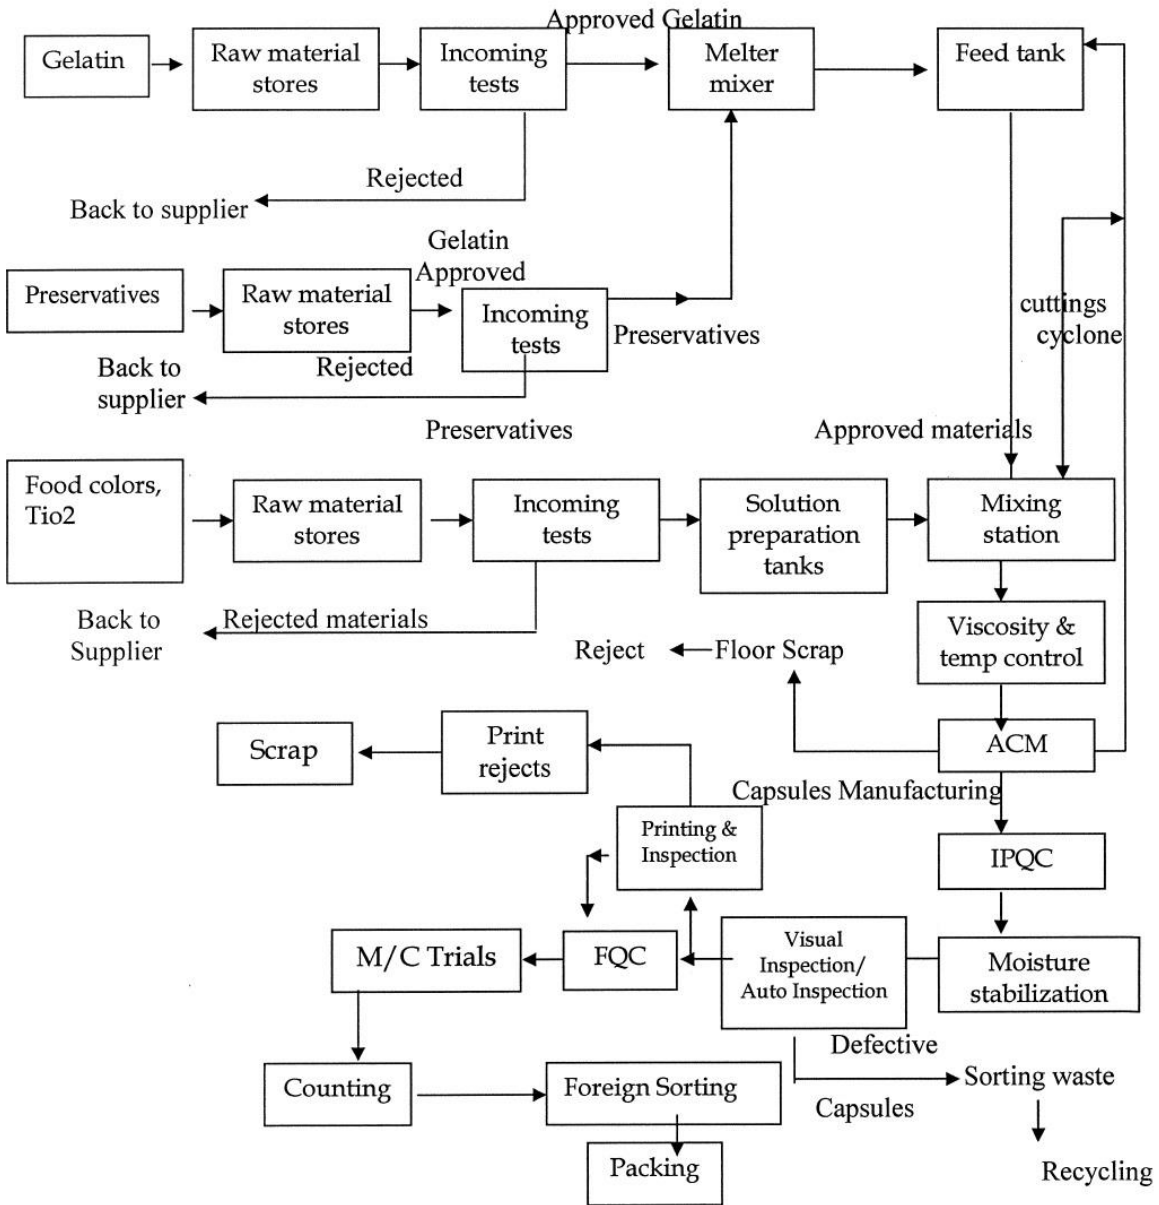 Approved Gelatin
Gelatin
Raw material
stores
Incoming
tests
Melter
mixer
Feed tank
Rejected
Back to supplier
Gelatin
Approved
Preservatives
Raw material
stores
Incoming
tests
Preservatives
cuttings
cyclone
Rejected
Back to
supplier
Preservatives
Approved materials
Food colors,
Tio2
Raw material
stores
Incoming
tests
Solution
preparation
tanks
Mixing
station
Back to
Supplier
Rejected materials
Viscosity &
temp control
Reject
Floor Scrap
ACM
Scrap
Print
rejects
Capsules Manufacturing
Printing &
Inspection
IPQC
M/C Trials
FQC
Visual
Inspection/
Auto Inspection
Moisture
stabilization
Defective
Capsules
Sorting waste
Counting
Foreign Sorting
Packing
Recycling